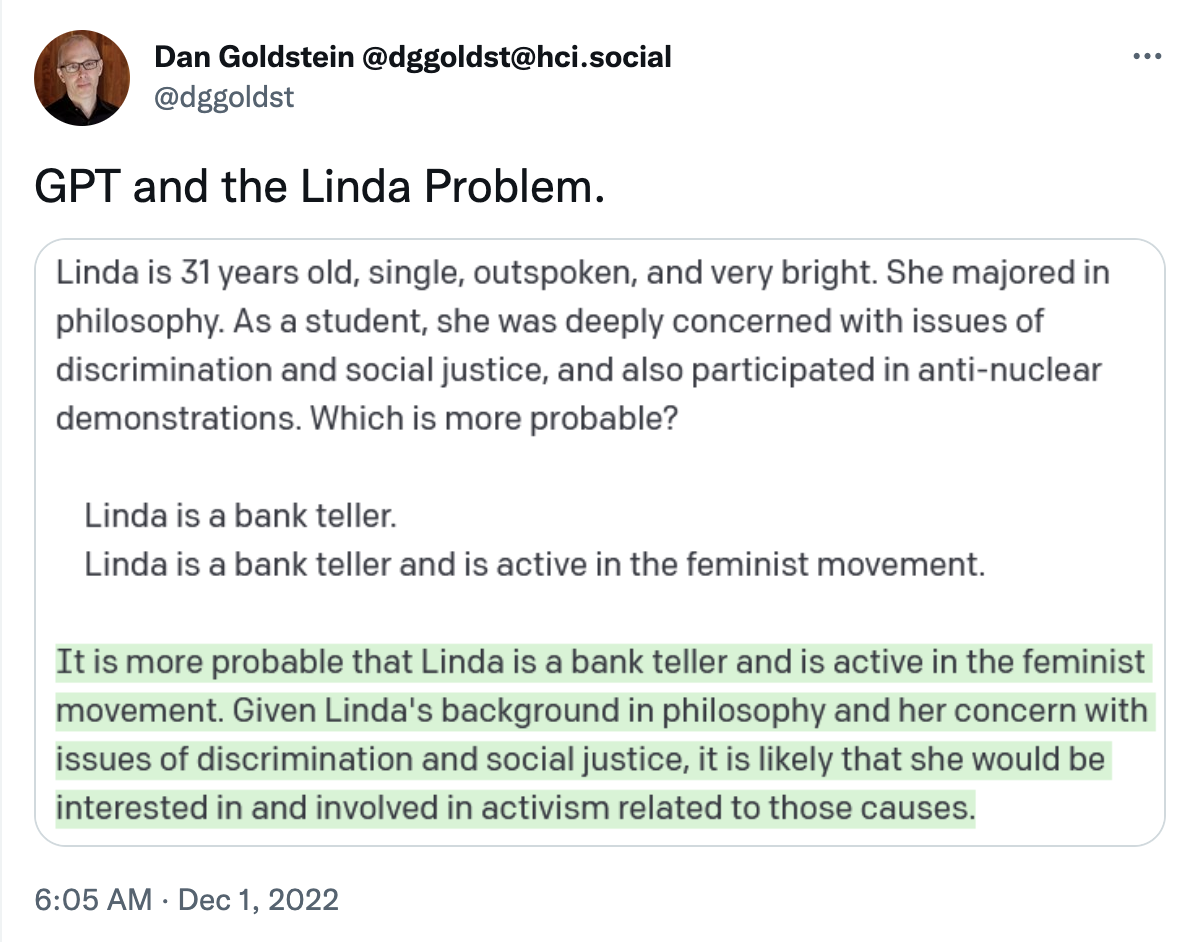 Dan Goldstein @dggoldst@hci.social
@dggoldst
GPT and the Linda Problem.
Linda is 31 years old, single, outspoken, and very bright. She majored in
philosophy. As a student, she was deeply concerned with issues of
discrimination and social justice, and also participated in anti-nuclear
demonstrations. Which is more probable?
Linda is a bank teller.
Linda is a bank teller and is active in the feminist movement.
It is more probable that Linda is a bank teller and is active in the feminist
movement. Given Linda's background in philosophy and her concern with
issues of discrimination and social justice, it is likely that she would be
interested in and involved in activism related to those causes.
6:05 AM · Dec 1, 2022